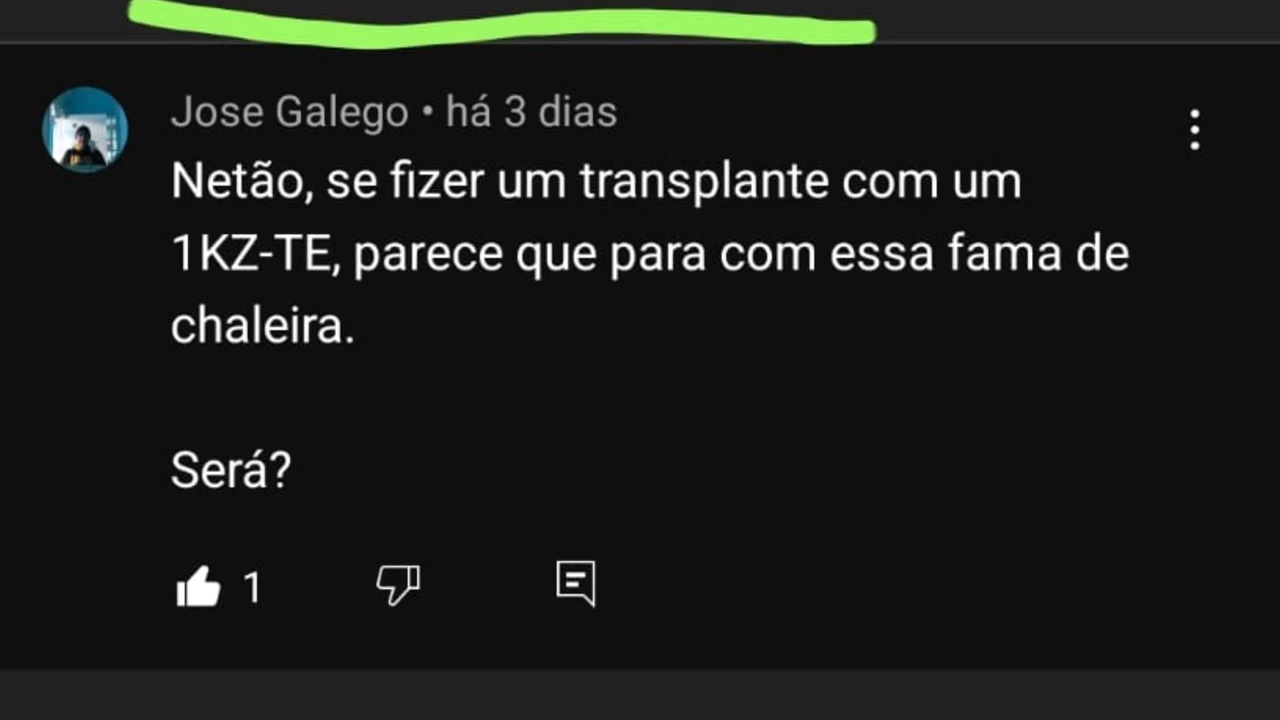 Jose Galego • há 3 dias
Netão, se fizer um transplante com um
1KZ-TE, parece que para com essa fama de
chaleira.
Será?
1